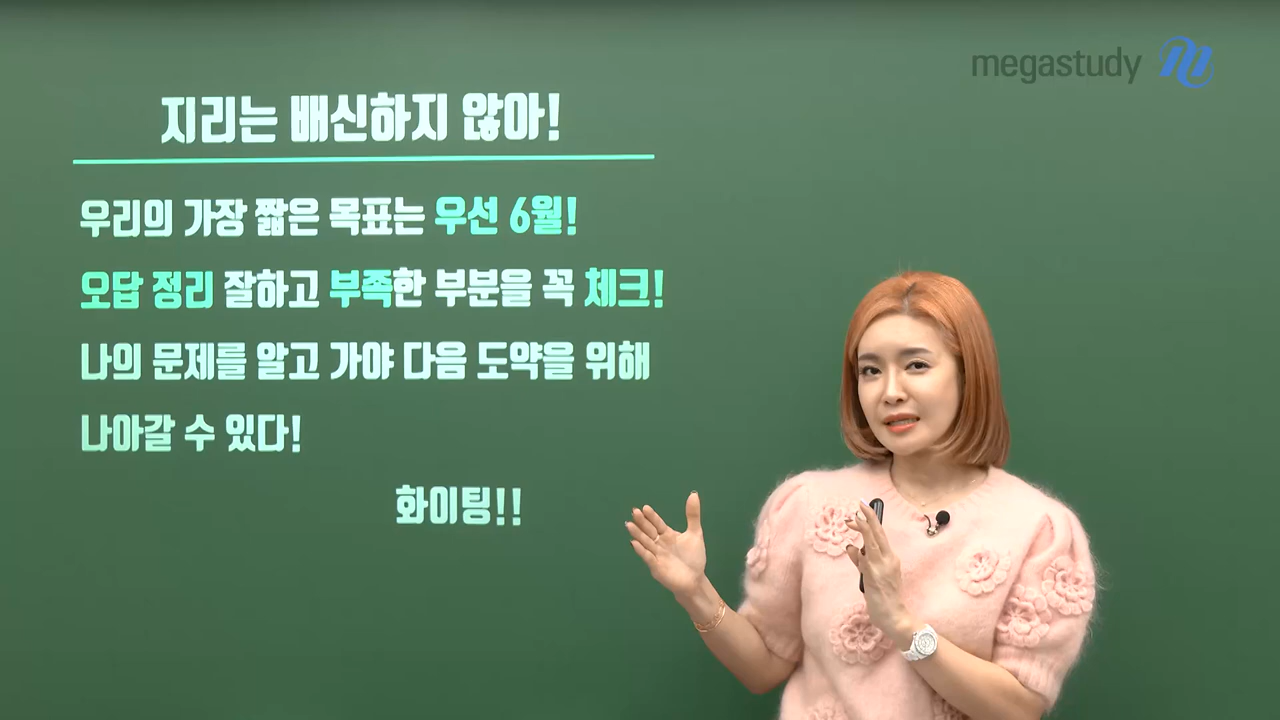 megastudy
지리는 배신하지 않아!
우리의 가장 짧은 목표는 우선 6월!
오답 정리 잘하고 부족한 부분을 꼭 체크!
나의 문제를 알고 가야 다음 도약을 위해
나아갈 수 있다!
화이팅!!